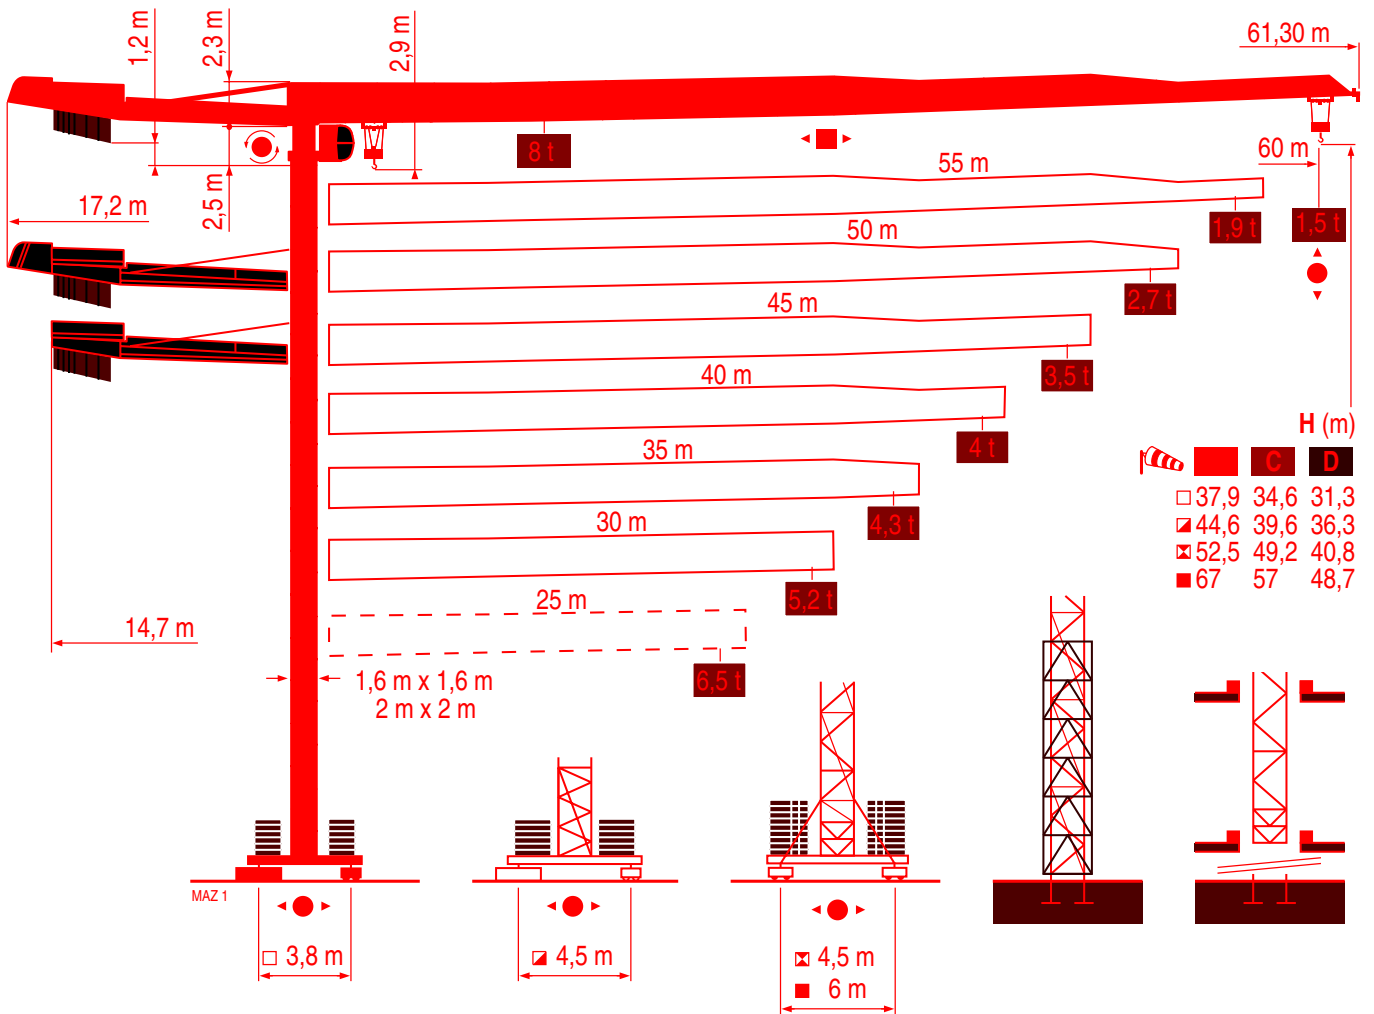 1,2 m
2,3 m
2,9 m
61,30 m
8 t
55 m
60 m
17,2 m
2,5 m
1,9 t
1,5 t
50 m
2,7 t
45 m
3,5 t
40 m
4 t
H (m)
35 m
C D
37,9 34,6 31,3
44,6 39,6 36,3
52,5 49,2 40,8
67 57 48,7
4,3 t
30 m
5,2 t
25 m
14,7 m
6,5 t
1,6 m x 1,6 m
2 m x 2 m
MAZ 1
3,8 m
4,5 m
4,5 m
6 m